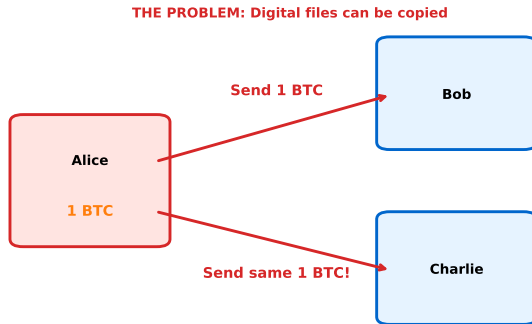 THE PROBLEM: Digital files can be copied
Send 1 BTC
Bob
Alice
1 BTC
Send same 1 BTC!
Charlie